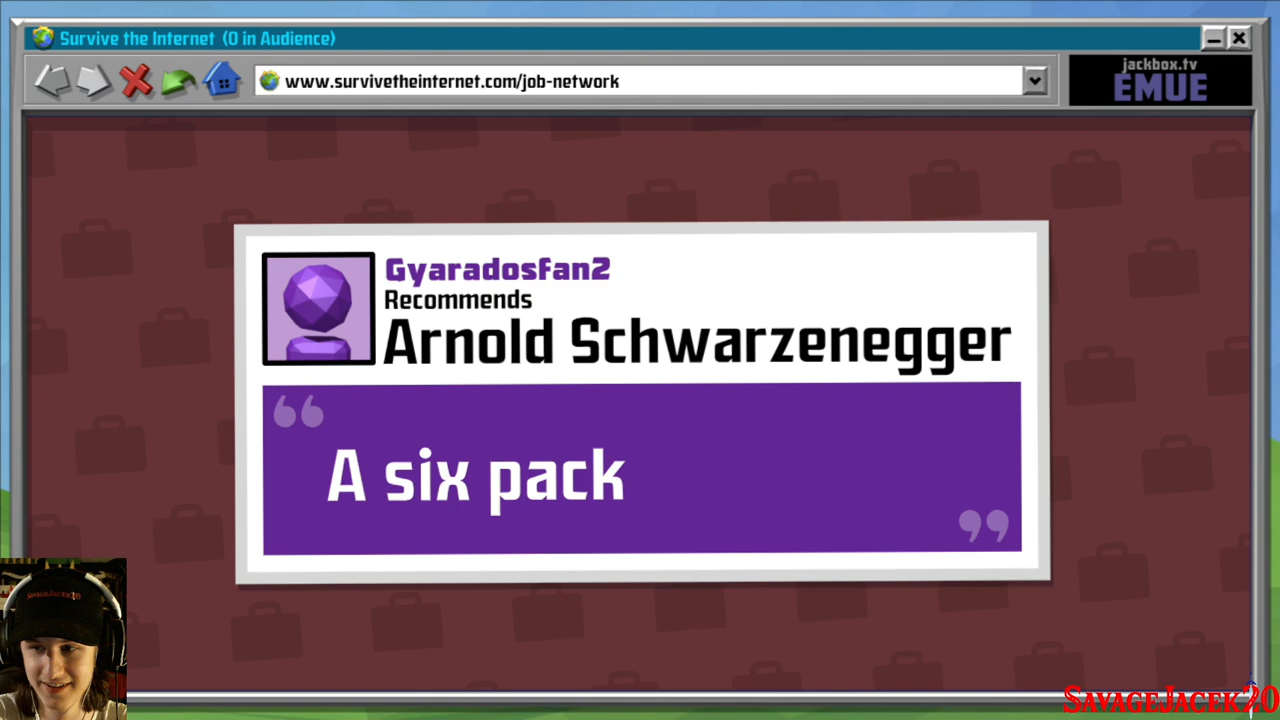 Survive the Internet (0 in Audience)
www.survivetheinternet.com/job-network
jackbox.tv
EMUE
Gyaradosfan2
Recommends
Arnold Schwarzenegger
“
A six pack
”
SavageJacek20
SavageJacek20